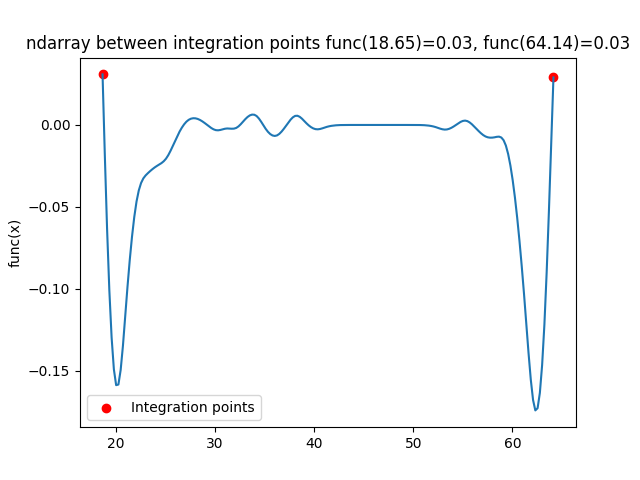 ndarray between integration points func(18.65)=0.03, func(64.14)=0.03
func(x)
0.00
−0.05
−0.10
−0.15
Integration points
20 30 40 50 60